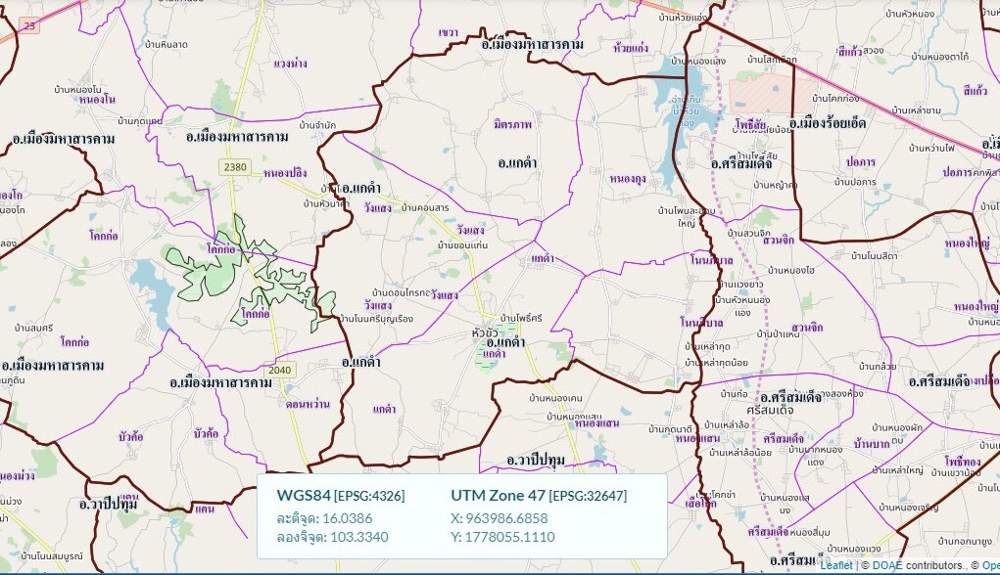 23
เขวา
บ้านห้วยแอ่ง
บ้านหัวหนอง
บ้านหินลาด
อ.เมืองมหาสารคาม
ห้วยแอ่ง
สีแก้ว
แวงน่าง
บ้านหนองแสง
บ้านโสกเชือก
บ้านหนองตาไก้
บ้านหนองโน
หนองโน
สีแก้ว
บ้านโคกก่อง
บ้านเหล่าขาม
บ้านกุดแคน
บ้านจำนัก
มิตรภาพ
โพธิ์สัย
อ.เมืองร้อยเอ็ด
อ.เมืองมหาสารคาม
อ.เมืองมหาสารคาม
บ้านหว่านไฟ
2380
หนองปลิง
อ.แกดำ
หนองกุง
อ.ศรีสมเด็จ
ปอภาร
ปอภาร
บ้านหญ้าคา
บ้านปอภาร
อ.แกดำ
บ้านหัวนาคำ
วังแสง
บ้านคอนสาร
โคกก่อ
วังแสง
บ้านขอนแก่น
บ้านสวนจิก
สวนจิก
หนองใหญ่
โคกก่อ
แกดำ
โนนภิบาล
บ้านโนนสีดา
บ้านหนองไฮ
บ้านแวงยาว
วังแสง
วังแสง
บ้านโนนศรีบุญเรือง
บ้านโพธิ์ศรี
หัวขัว
อ.แกดำ
แกดำ
โคกก่อ
บ้านสมศรี
โคกก่อ
บ้านหัวหนอง
แอง
หนองใหญ่
โนนภิบาล
สวนจิก
บ้านป่าแหน
บ้านเหล่ากุด
บ้านเหล่ากุดน้อย
อ.เมืองมหาสารคาม
อ.แกดำ
2040
บ้านกล้วย
อ.เมืองมหาสารคาม
อ.ศรีสมเด็จ
บ้านหนองเคน
บ้านก่อ
อ.ศรีสมเด็จ
ศรีสมเด็จ
ดอนหว่าน
แกดำ
หนองแสน
บ้านเหล่าล้อ
บัวค้อ
บัวค้อ
หนองแสน
ศรีสมเด็จ
บ้านบาก
บ้านหนองผักตบ
บ้านเหล่าล้อน้อย
อ.วาปีปทุม
โพธิ์ทอง
บ้านเหล่าใหญ่
แคน
แคน
อ.วาปีปทุม
เสือโก้ก
บ้านโคกข่า
บ้านหนองเจริญ
ศรีสมเด็จ
บ้านหนองแวง
บ้านดอกนายูง
บ้านโนนสมบูรณ์
อ.ศรีสมเด็จ
WGS84 [EPSG:4326]
ละติจูด: 16.0386
ลองจิจูด: 103.3340
UTM Zone 47 [EPSG:32647]
X: 963986.6858
Y: 1778055.1110
Leaflet | © DOAE contributors., © Ope